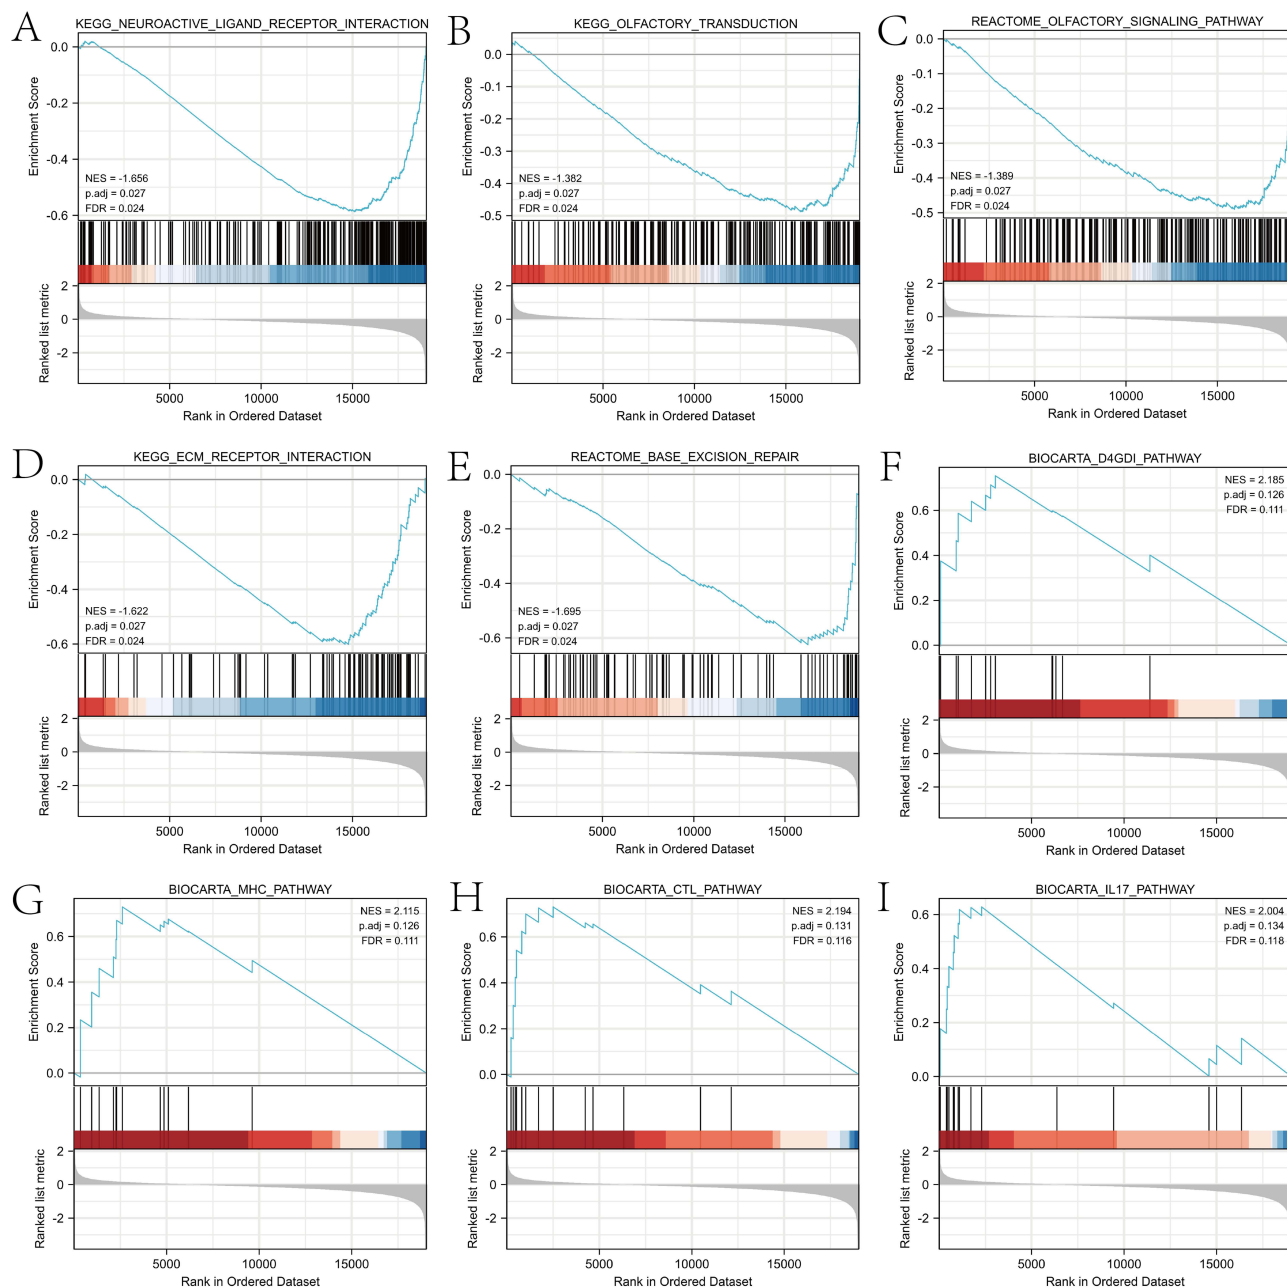 A
KEGG_NEUROACTIVE_LIGAND_RECEPTOR_INTERACTION
0.0
-0.2
-0.4
-0.6
Enrichment Score
NES = -1.656
p.adj = 0.027
FDR = 0.024
2
0
-2
Ranked list metric
5000 10000 15000
Rank in Ordered Dataset
B
KEGG_OLFACTORY_TRANSDUCTION
0.0
-0.1
-0.2
-0.3
-0.4
-0.5
Enrichment Score
NES = -1.382
p.adj = 0.027
FDR = 0.024
2
0
-2
Ranked list metric
5000 10000 15000
Rank in Ordered Dataset
C
REACTOME_OLFACTORY_SIGNALING_PATHWAY
0.0
-0.1
-0.2
-0.3
-0.4
-0.5
Enrichment Score
NES = -1.389
p.adj = 0.027
FDR = 0.024
2
0
-2
Ranked list metric
5000 10000 15000
Rank in Ordered Dataset
D
KEGG_ECM_RECEPTOR_INTERACTION
0.0
-0.2
-0.4
-0.6
Enrichment Score
NES = -1.622
p.adj = 0.027
FDR = 0.024
2
0
-2
Ranked list metric
5000 10000 15000
Rank in Ordered Dataset
E
REACTOME_BASE_EXCISION_REPAIR
0.0
-0.2
-0.4
-0.6
Enrichment Score
NES = -1.695
p.adj = 0.027
FDR = 0.024
2
0
-2
Ranked list metric
5000 10000 15000
Rank in Ordered Dataset
F
BIOCARTA_D4GDI_PATHWAY
0.6
0.4
0.2
0.0
Enrichment Score
NES = 2.185
p.adj = 0.126
FDR = 0.111
2
0
-2
Ranked list metric
5000 10000 15000
Rank in Ordered Dataset
G
BIOCARTA_MHC_PATHWAY
0.6
0.4
0.2
0.0
Enrichment Score
NES = 2.115
p.adj = 0.126
FDR = 0.111
2
0
-2
Ranked list metric
5000 10000 15000
Rank in Ordered Dataset
H
BIOCARTA_CTL_PATHWAY
0.6
0.4
0.2
0.0
Enrichment Score
NES = 2.194
p.adj = 0.131
FDR = 0.116
2
0
-2
Ranked list metric
5000 10000 15000
Rank in Ordered Dataset
I
BIOCARTA_IL17_PATHWAY
0.6
0.4
0.2
0.0
Enrichment Score
NES = 2.004
p.adj = 0.134
FDR = 0.118
2
0
-2
Ranked list metric
5000 10000 15000
Rank in Ordered Dataset